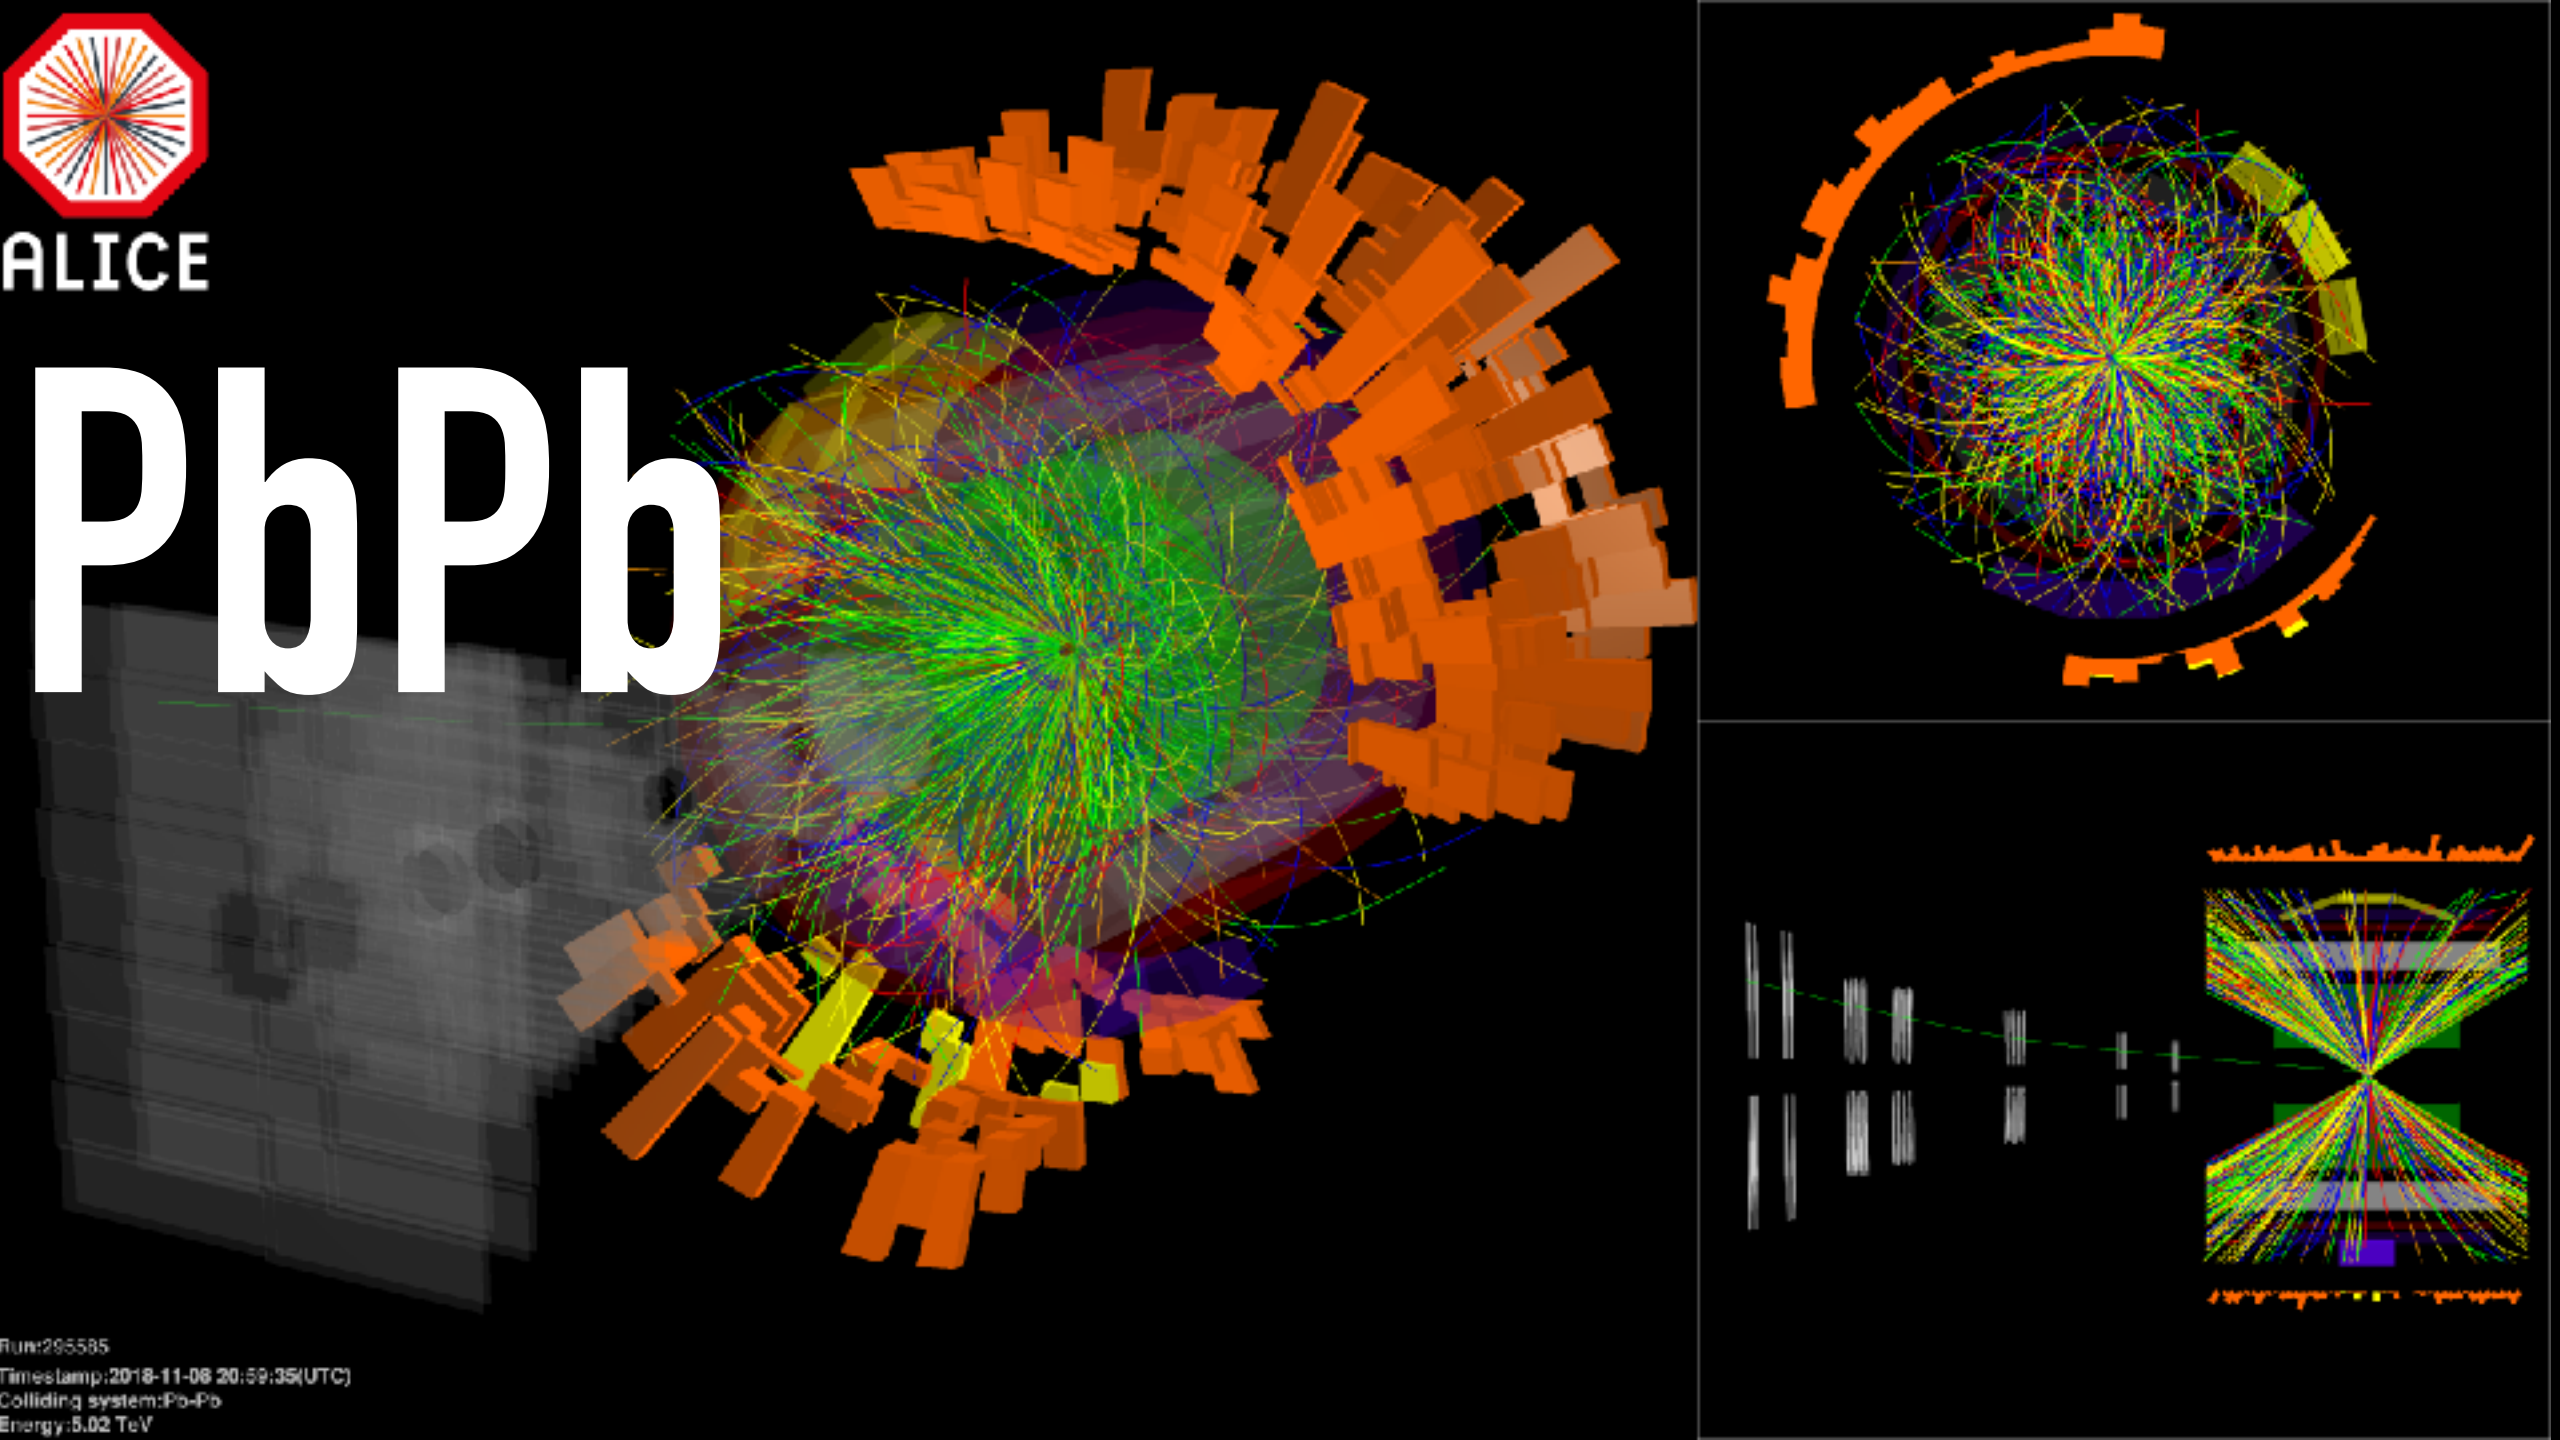 ALICE
PbPb
Run:295585
Timestamp:2018-11-08 20:59:35(UTC)
Colliding system:Pb-Pb
Energy:5.02 TeV